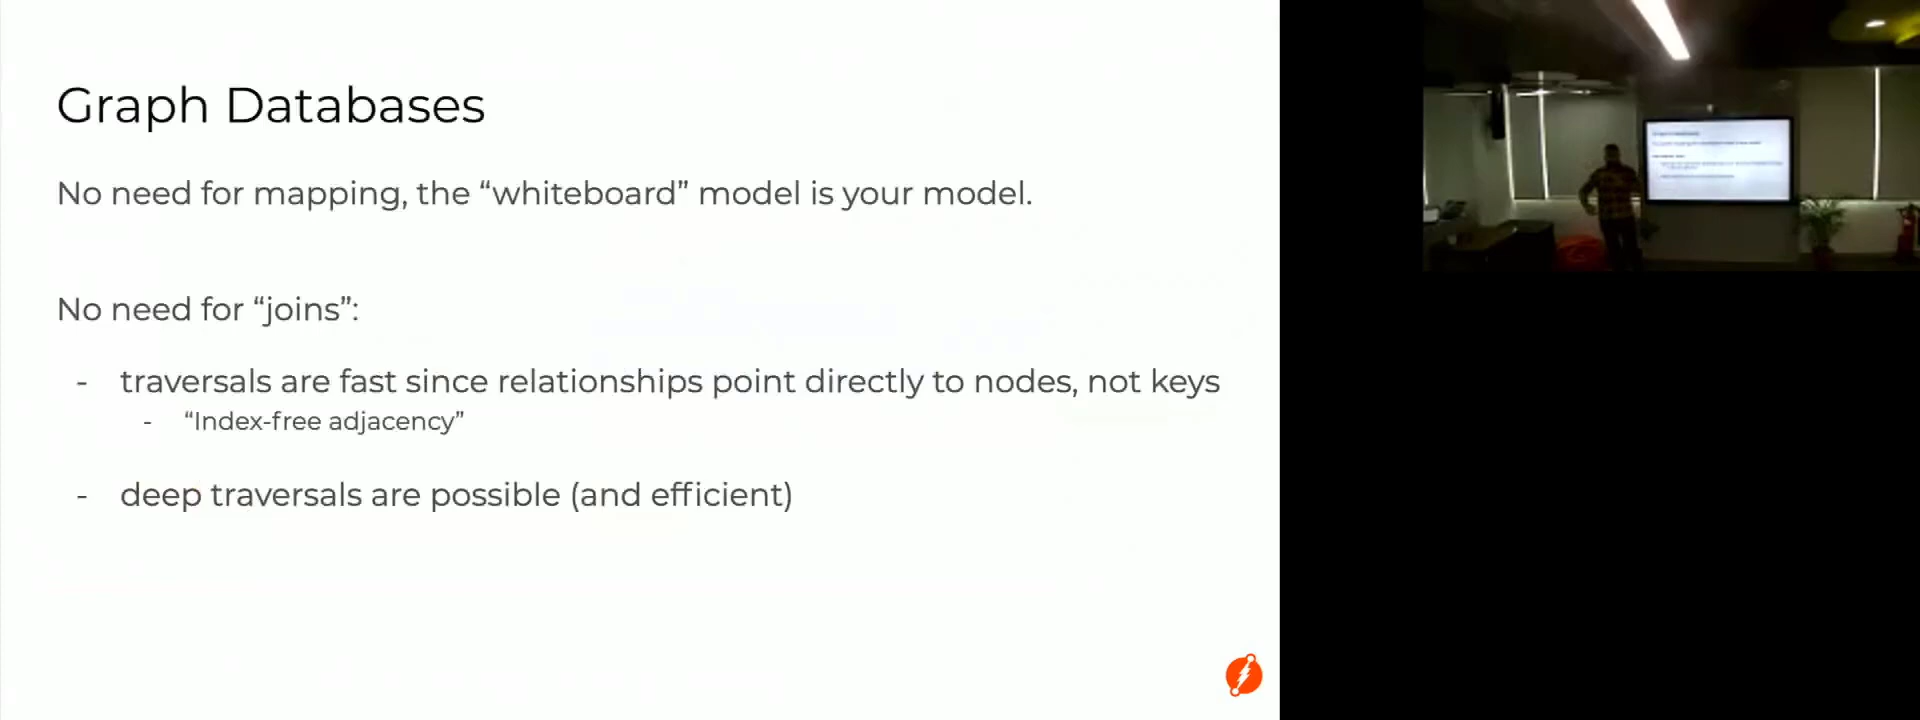 Graph Databases
No need for mapping, the “whiteboard” model is your model.
No need for “joins”:
- traversals are fast since relationships point directly to nodes, not keys
- “Index-free adjacency”
- deep traversals are possible (and efficient)